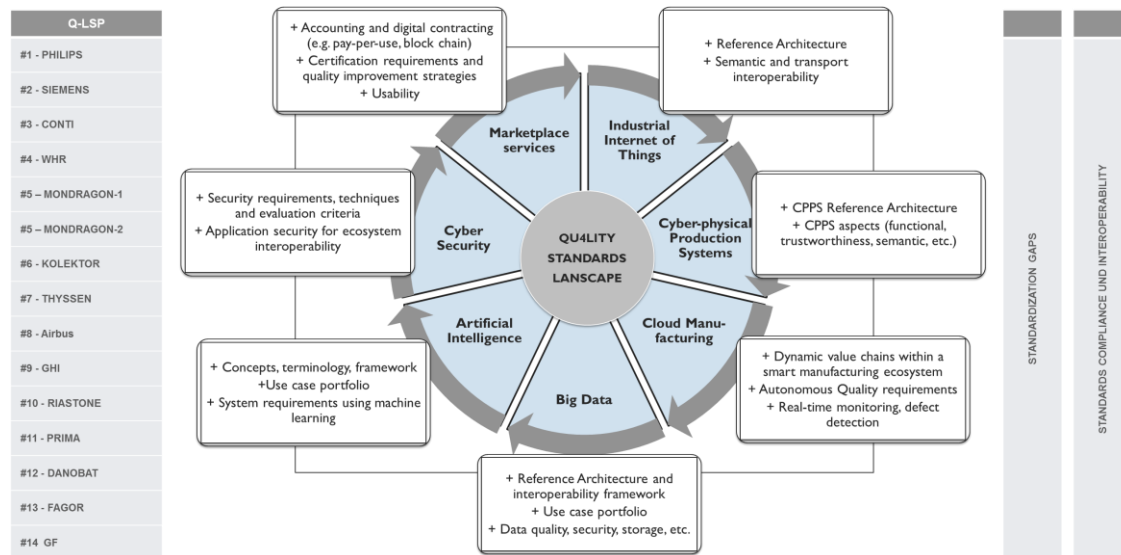 Q-LSP
#1 - PHILIPS
#2 - SIEMENS
#3 - CONTI
#4 - WHR
#5 – MONDRAGON-1
#5 – MONDRAGON-2
#6 - KOLEKTOR
#7 - THYSSEN
#8 - Airbus
#9 - GHI
#10 - RIASTONE
#11 - PRIMA
#12 - DANOBAT
#13 - FAGOR
#14 GF
+ Accounting and digital contracting
(e.g. pay-per-use, block chain)
+ Certification requirements and
quality improvement strategies
+ Usability
+ Reference Architecture
+ Semantic and transport
interoperability
Marketplace
services
Industrial
Internet of
Things
+ Security requirements, techniques
and evaluation criteria
+ Application security for ecosystem
interoperability
Cyber
Security
QU4LITY
STANDARDS
LANSCAPE
Cyber-physical
Production
Systems
+ CPPS Reference Architecture
+ CPPS aspects (functional,
trustworthiness, semantic, etc.)
Artificial
Intelligence
Cloud Manu-
facturing
Big Data
+ Concepts, terminology, framework
+Use case portfolio
+ System requirements using machine
learning
+ Dynamic value chains within a
smart manufacturing ecosystem
+ Autonomous Quality requirements
+ Real-time monitoring, defect
detection
+ Reference Architecture and
interoperability framework
+ Use case portfolio
+ Data quality, security, storage, etc.
STANDARDIZATION GAPS
STANDARDS COMPLIANCE UND INTEROPERABILITY